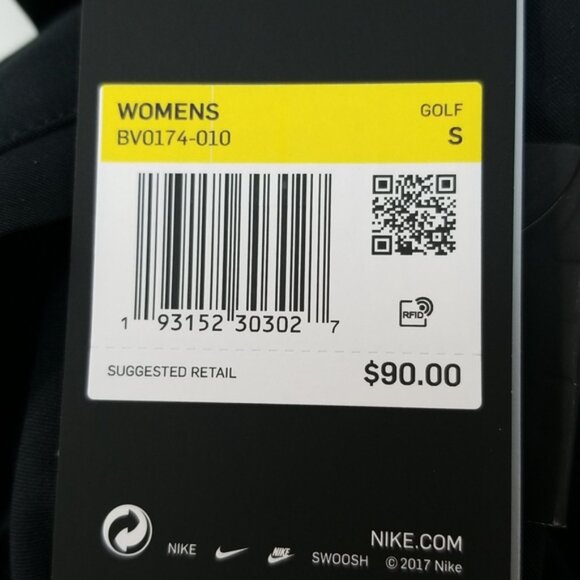 WOMENS GOLF
BV0174-010 S
1 93152 30302 7
RFID
SUGGESTED RETAIL $90.00
NIKE.COM
NIKE NIKE SWOOSH © 2017 Nike